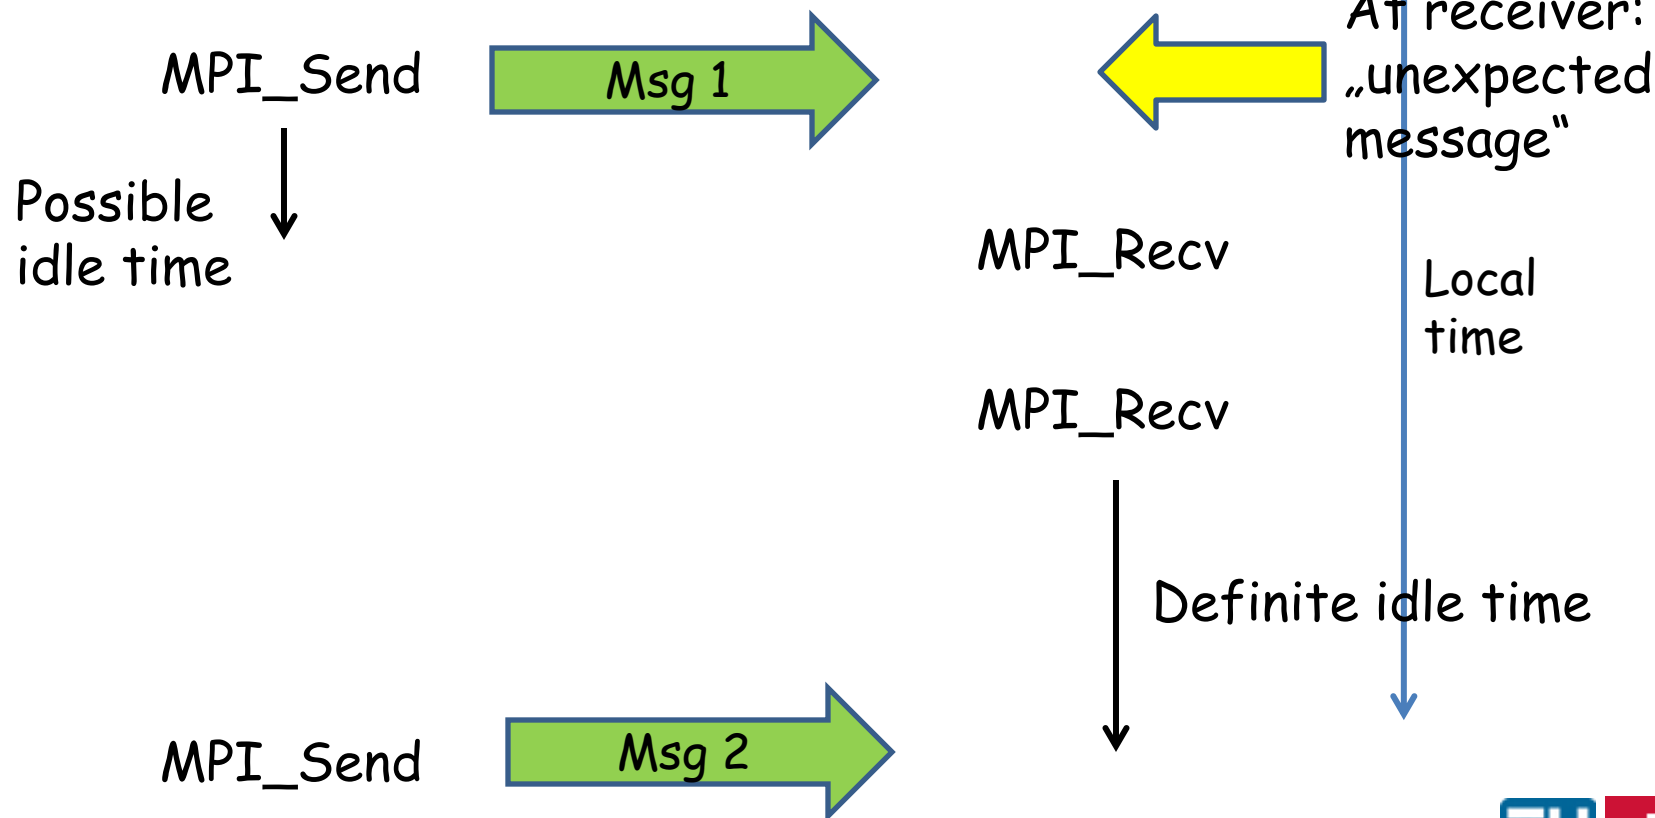 At receiver:
MPI_Send
Msg 1
„unexpected
message“
Possible
idle time
MPI_Recv
Local
time
MPI_Recv
Definite idle time
MPI_Send
Msg 2